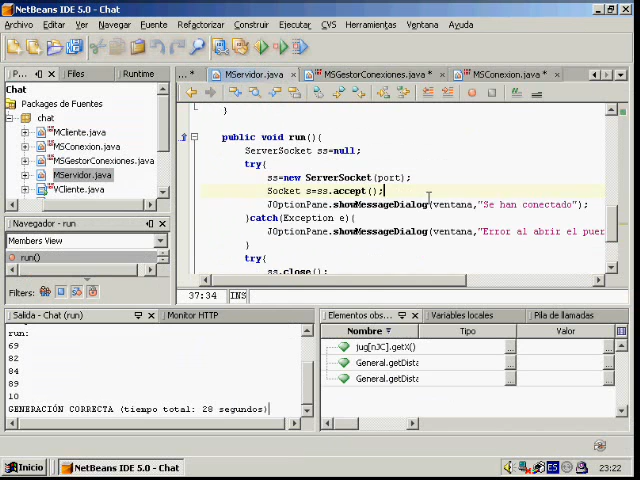 NetBeans IDE 5.0 - Chat
Archivo Editar Ver Navegar Fuente Refactorizar Construir Ejecutar CVS Herramientas Ventana Ayuda
P... Files Runtime
...* MServidor.java MSGestorConexiones.java * MSConexion.java *
Chat
Packages de Fuentes
chat
MCliente.java
MSConexion.java
MSGestorConexiones.java
MServidor.java
VCliente.java
}
public void run(){
ServerSocket ss=null;
try{
ss=new ServerSocket(port);
Socket s=ss.accept();
JOptionPane.showMessageDialog(ventana,"Se han conectado");
}catch(Exception e){
JOptionPane.showMessageDialog(ventana,"Error al abrir el puer
}
try{
ss.close();
Navegador - run()
Members View
run()
Filters:
37:34 INS
Salida - Chat (run) Monitor HTTP
run:
69
82
84
89
10
GENERACIÓN CORRECTA (tiempo total: 28 segundos)
Elementos obs... Variables locales Pila de llamadas
Nombre Tipo Valor
jug[nJC].getX() ... ...
General.getDista ... ...
General.getDista ... ...
Inicio NetBeans IDE 5.0 - Chat ES 23:22